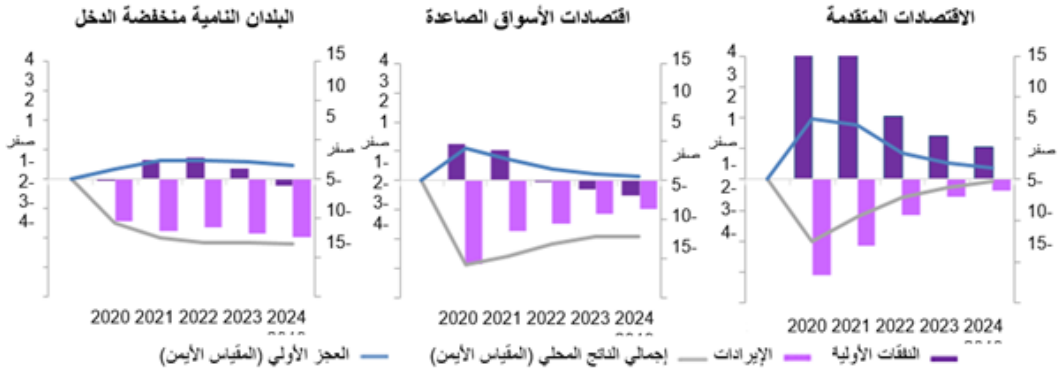 الاقتصادات المتقدمة
اقتصادات الأسواق الصاعدة
البلدان النامية منخفضة الدخل
4
3
2
1
صفر
1-
2-
3-
4-
15
10
5
صفر
5-
10-
15-
2020 2021 2022 2023 2024
4
3
2
1
صفر
1-
2-
3-
4-
15
10
5
صفر
5-
10-
15-
2020 2021 2022 2023 2024
4
3
2
1
صفر
1-
2-
3-
4-
15
10
5
صفر
5-
10-
15-
2020 2021 2022 2023 2024
النفقات الأولية
الإيرادات
إجمالي الناتج المحلي (المقياس الأيمن)
العجز الأولي (المقياس الأيمن)